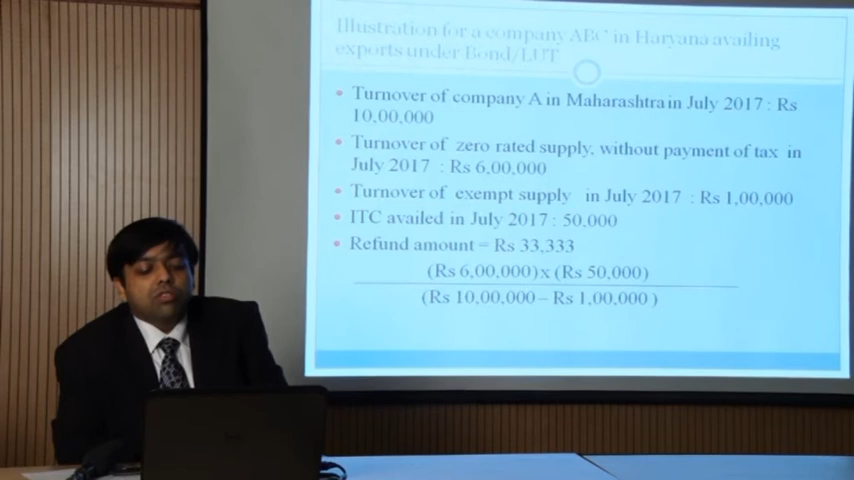 Illustration for a company ABC in Haryana availing
exports under Bond/LUT
• Turnover of company A in Maharashtra in July 2017 : Rs
10,00,000
• Turnover of zero rated supply, without payment of tax in
July 2017 : Rs 6,00,000
• Turnover of exempt supply in July 2017 : Rs 1,00,000
• ITC availed in July 2017 : 50,000
• Refund amount = Rs 33,333
(Rs 6,00,000)x (Rs 50,000)
(Rs 10,00,000 – Rs 1,00,000 )